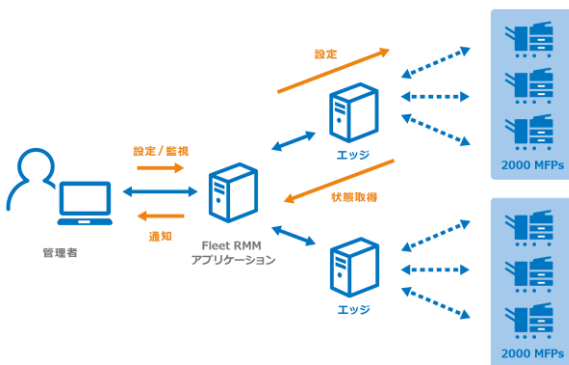 設定
エッジ
2000 MFPs
設定/監視
状態取得
通知
管理者
Fleet RMM
アプリケーション
エッジ
2000 MFPs